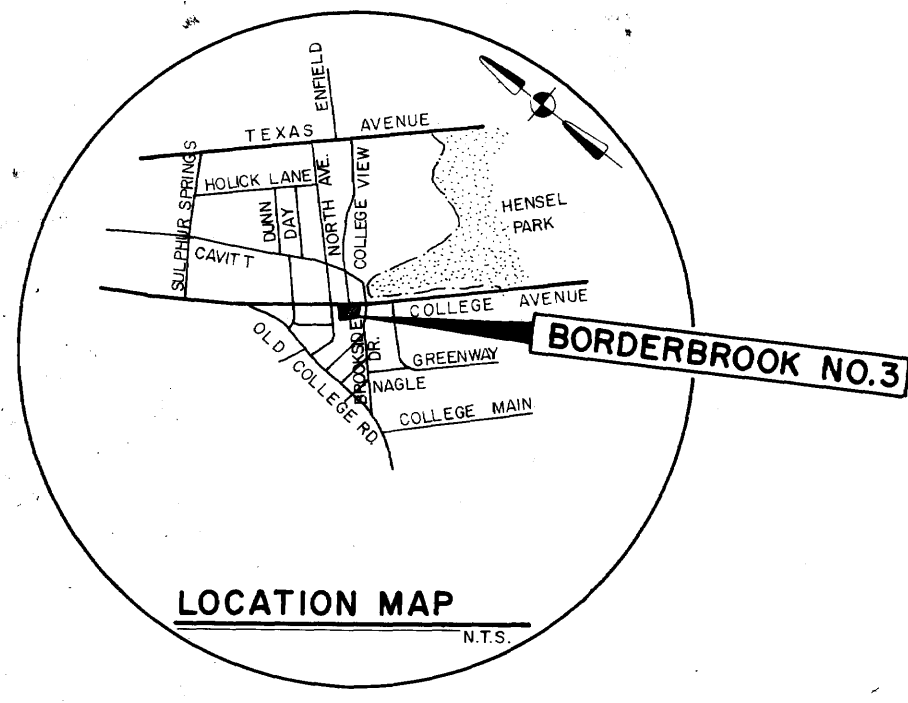 ENFIELD
TEXAS AVENUE
SULPHUR SPRINGS
HOLICK LANE
NORTH AVE.
COLLEGE VIEW
DUNN
DAY
HENSEL
PARK
CAVITT
COLLEGE AVENUE
OLD COLLEGE RD.
BROOKSIDE DR.
GREENWAY
NAGLE
COLLEGE MAIN
BORDERBROOK NO.3
LOCATION MAP
N.T.S.